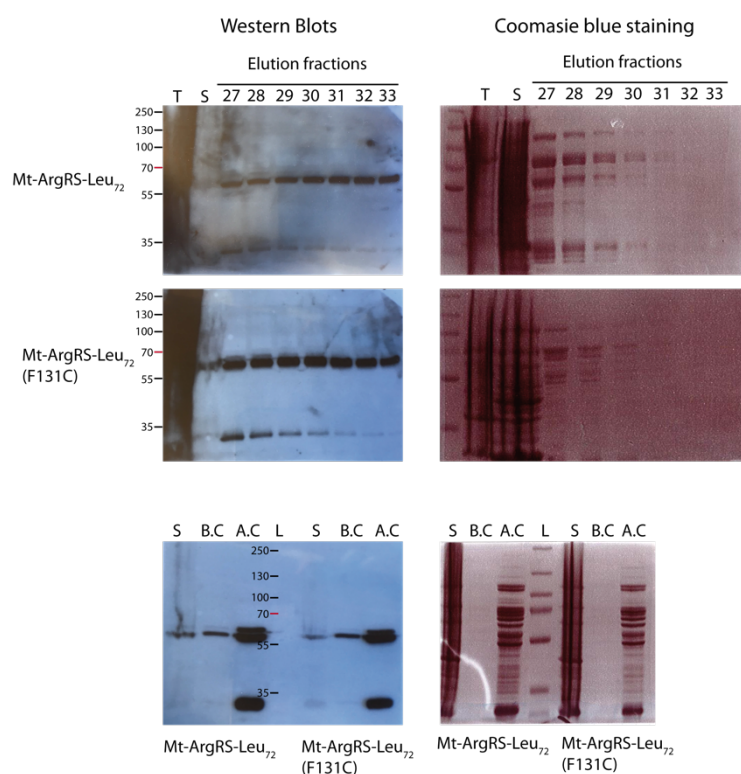 Western Blots
Coomasie blue staining
Elution fractions
Elution fractions
T S 27 28 29 30 31 32 33
T S 27 28 29 30 31 32 33
250
130
100
70
55
35
Mt-ArgRS-Leu72
250
130
100
70
55
35
Mt-ArgRS-Leu72
(F131C)
S B.C A.C L S B.C A.C
S B.C A.C L S B.C A.C
250
130
100
70
55
35
Mt-ArgRS-Leu72
Mt-ArgRS-Leu72
(F131C)
Mt-ArgRS-Leu72
Mt-ArgRS-Leu72
(F131C)